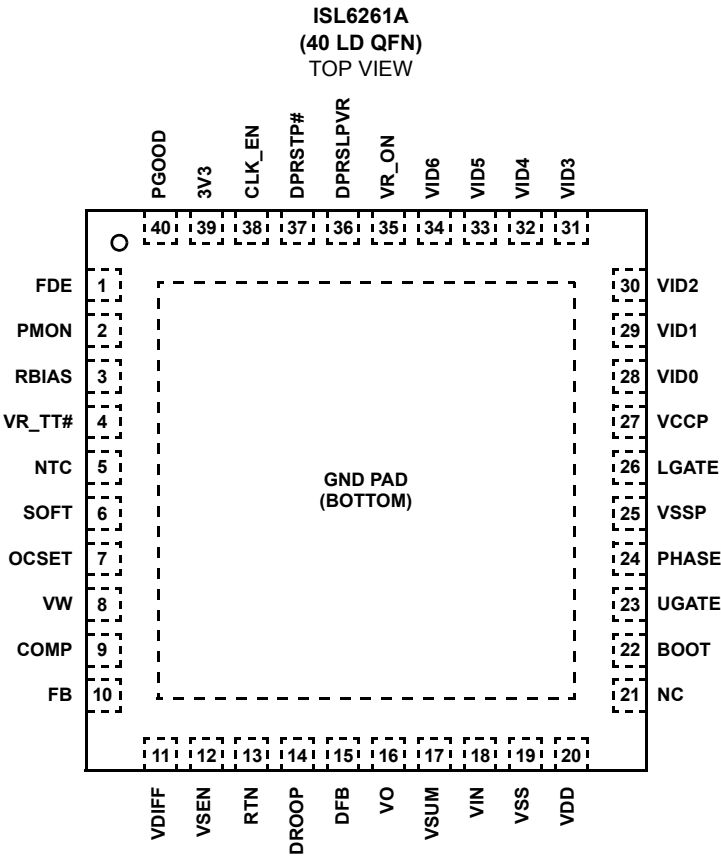 ISL6261A
(40 LD QFN)
TOP VIEW
PGOOD
3V3
CLK_EN
DPRSTP#
DPRSLPVR
VR_ON
VID6
VID5
VID4
VID3
40 39 38 37 36 35 34 33 32 31
FDE 1
30 VID2
PMON 2
29 VID1
RBIAS 3
28 VID0
VR_TT# 4
27 VCCP
NTC 5
26 LGATE
GND PAD
(BOTTOM)
SOFT 6
25 VSSP
OCSET 7
24 PHASE
VW 8
23 UGATE
COMP 9
22 BOOT
FB 10
21 NC
11 12 13 14 15 16 17 18 19 20
VDIFF
VSEN
RTN
DROOP
DFB
VO
VSUM
VIN
VSS
VDD